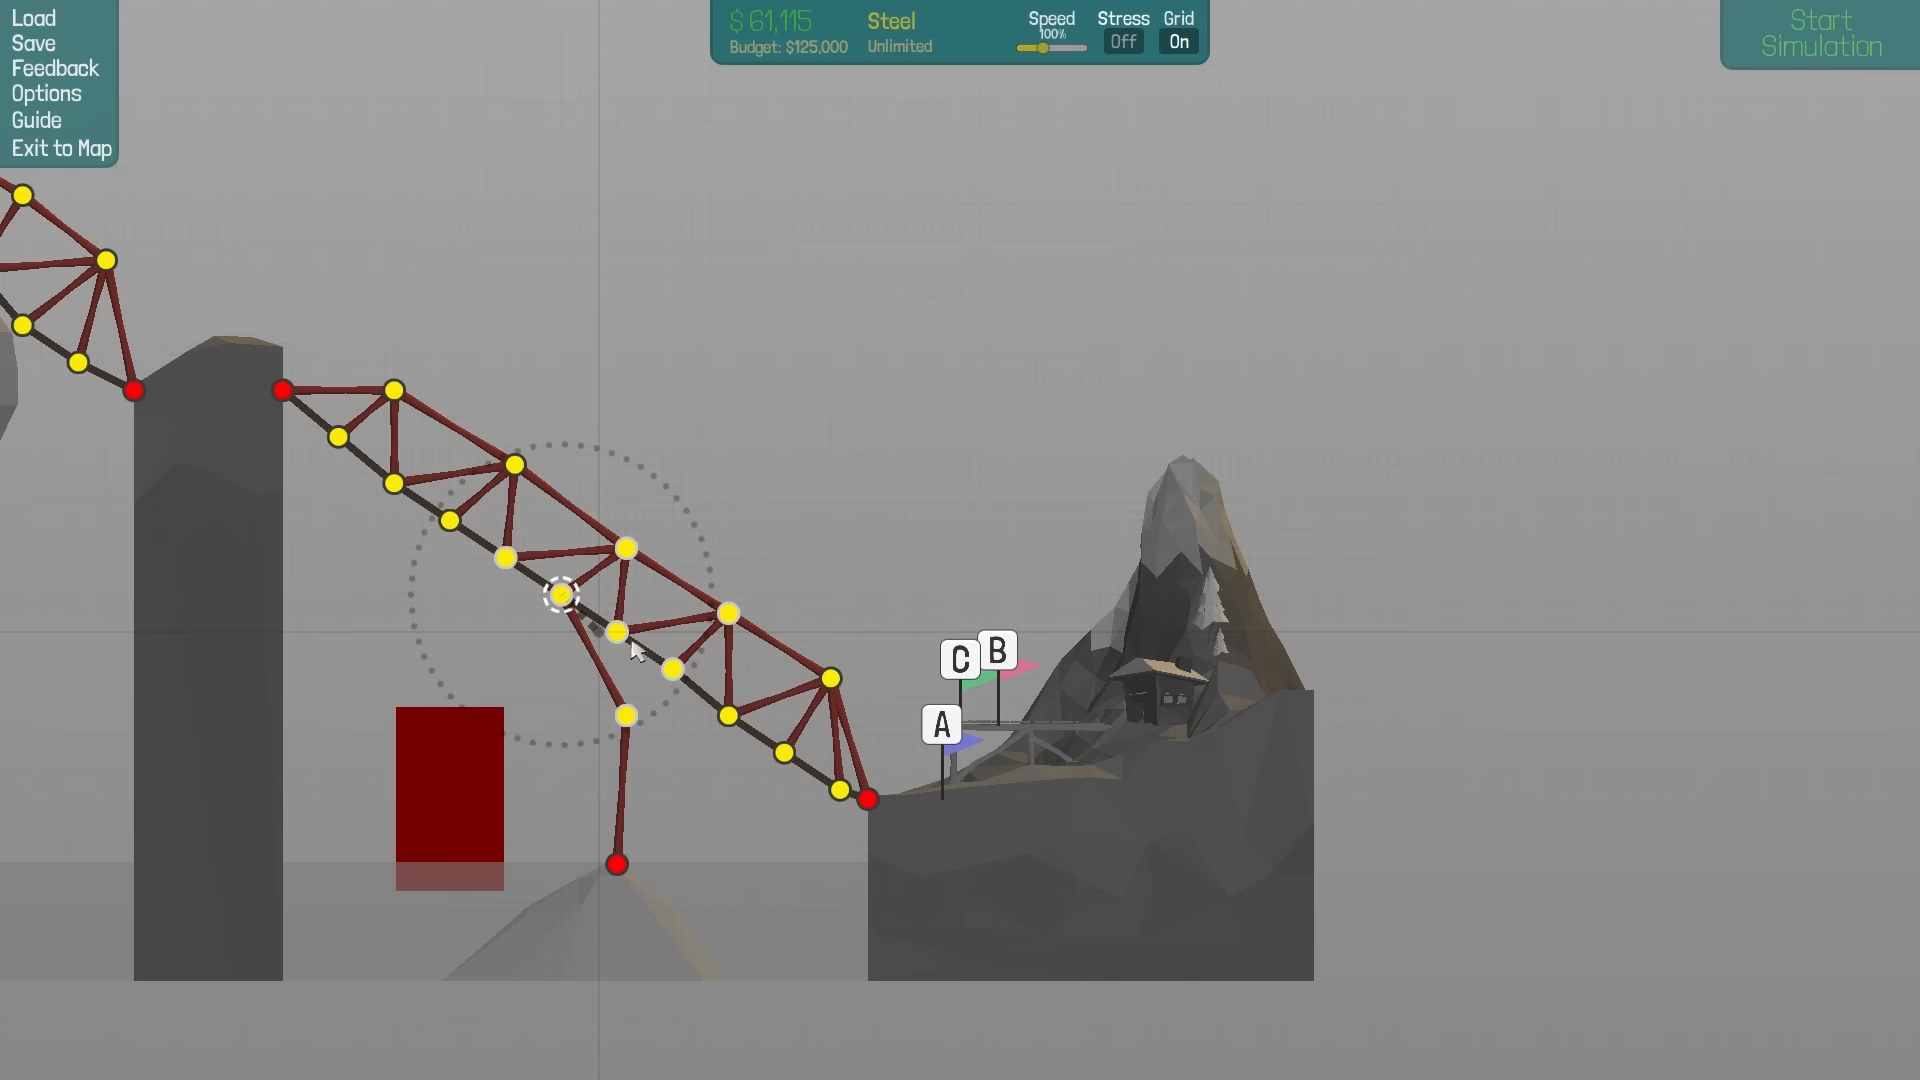 Load
Save
Feedback
Options
Guide
Exit to Map
$ 61,115
Budget: $125,000
Steel
Unlimited
Speed
100%
Stress
Off
Grid
On
Start
Simulation
C
B
A